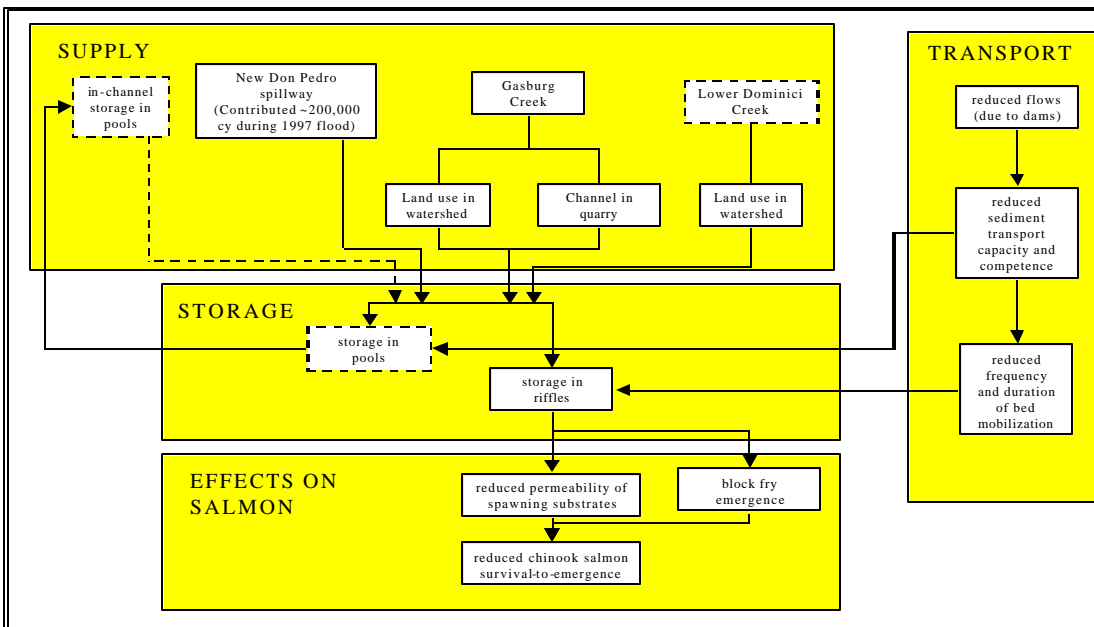 SUPPLY
in-channel
storage in
pools
New Don Pedro
spillway
(Contributed ~200,000
cy during 1997 flood)
Gasburg
Creek
Lower Dominici
Creek
Land use in
watershed
Channel in
quarry
Land use in
watershed
TRANSPORT
reduced flows
(due to dams)
reduced
sediment
transport
capacity and
competence
reduced
frequency
and duration
of bed
mobilization
STORAGE
storage in
pools
storage in
riffles
EFFECTS ON
SALMON
reduced permeability of
spawning substrates
block fry
emergence
reduced chinook salmon
survival-to-emergence